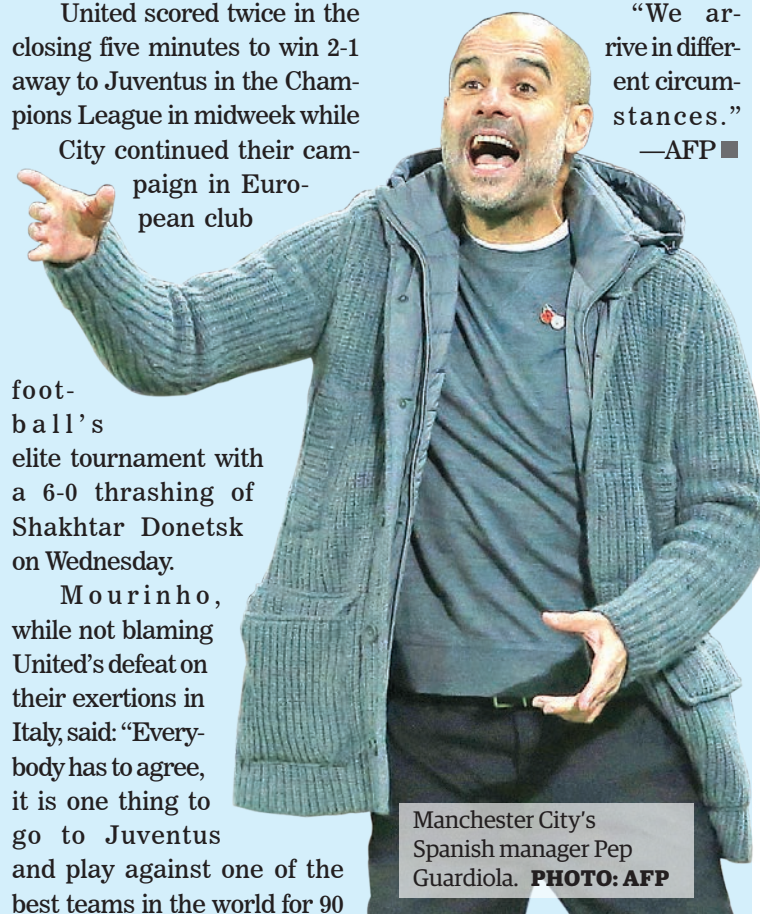 United scored twice in the
closing five minutes to win 2-1
away to Juventus in the Cham-
pions League in midweek while
City continued their cam-
paign in Euro-
pean club
foot-
ball's
elite tournament with
a 6-0 thrashing of
Shakhtar Donetsk
on Wednesday.
Mourinho,
while not blaming
United's defeat on
their exertions in
Italy, said: “Every-
body has to agree,
it is one thing to
go to Juventus
and play against one of the
best teams in the world for 90
“We ar-
rive in differ-
ent circum-
stances.”
—AFP ■
Manchester City's
Spanish manager Pep
Guardiola. PHOTO: AFP